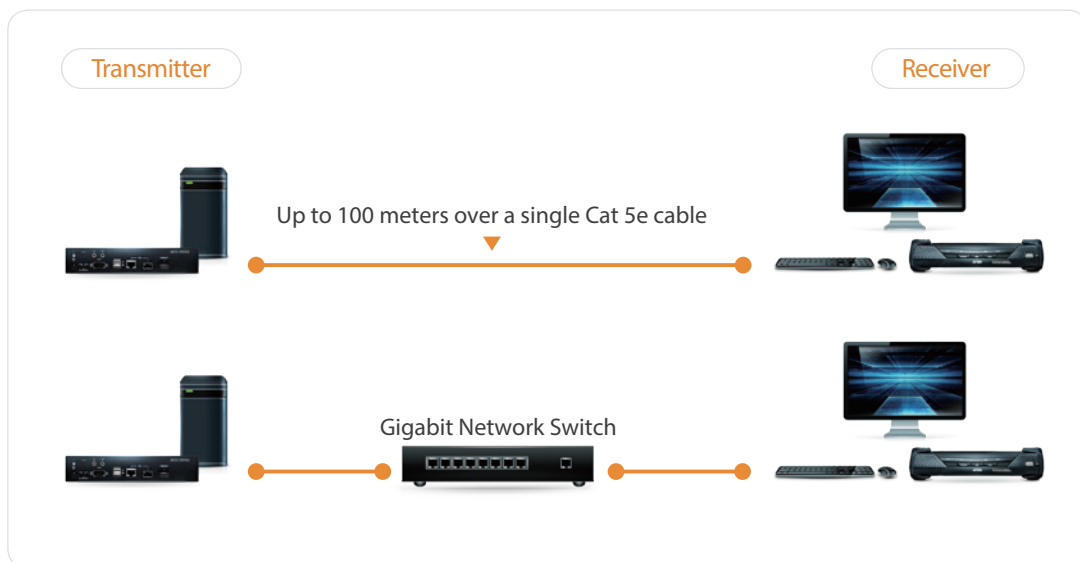 Transmitter
Receiver
Up to 100 meters over a single Cat 5e cable
Gigabit Network Switch